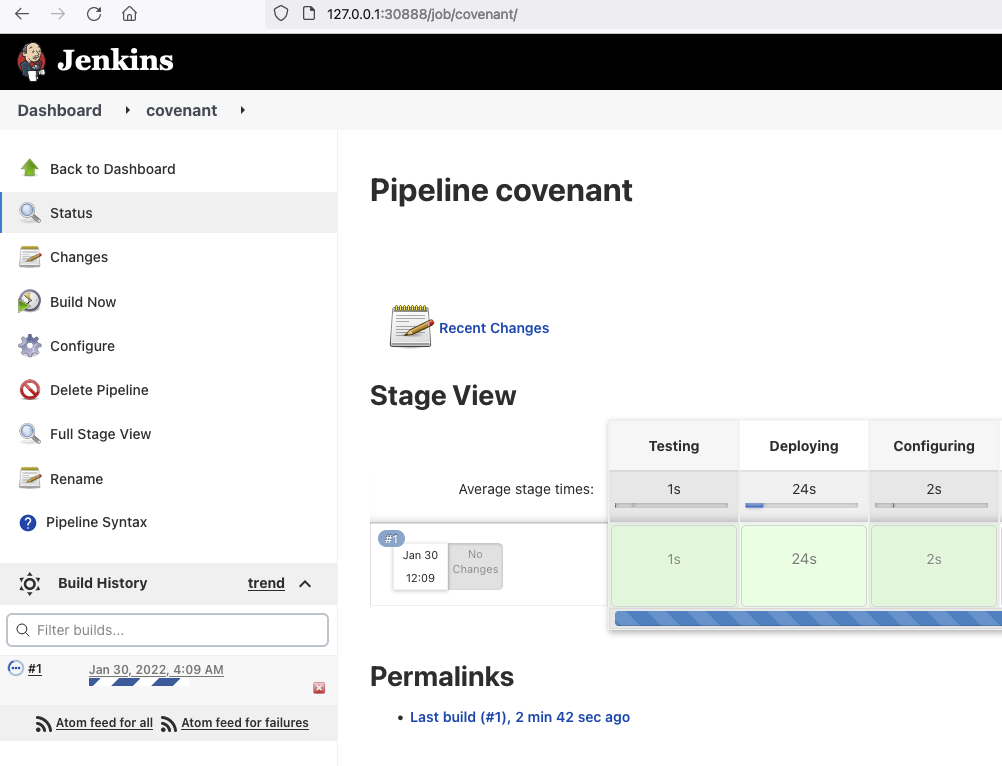 127.0.0.1:30888/job/covenant/
Jenkins
Dashboard covenant
Back to Dashboard
Status
Changes
Build Now
Configure
Delete Pipeline
Full Stage View
Rename
? Pipeline Syntax
Build History trend
Filter builds...
#1 Jan 30, 2022, 4:09 AM
Atom feed for all Atom feed for failures
Pipeline covenant
Recent Changes
Stage View
Testing Deploying Configuring
Average stage times: 1s 24s 2s
#1
Jan 30
12:09
No
Changes
1s 24s 2s
Permalinks
• Last build (#1), 2 min 42 sec ago